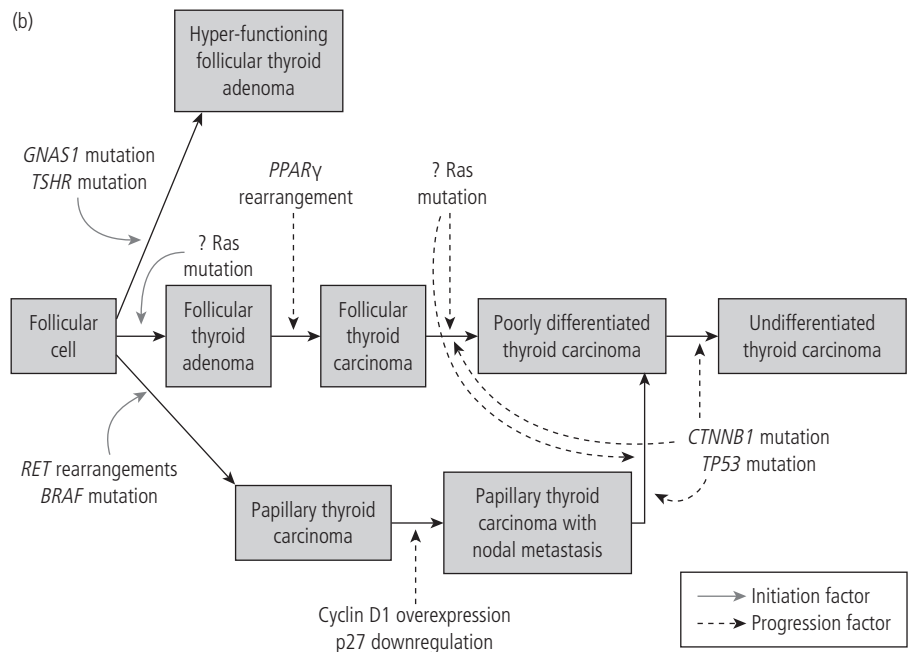 (b)
Hyper-functioning
follicular thyroid
adenoma
GNAS1 mutation
TSHR mutation
PPARγ
rearrangement
? Ras
mutation
? Ras
mutation
Follicular
cell
Follicular
thyroid
adenoma
Follicular
thyroid
carcinoma
Poorly differentiated
thyroid carcinoma
Undifferentiated
thyroid carcinoma
CTNNB1 mutation
TP53 mutation
RET rearrangements
BRAF mutation
Papillary thyroid
carcinoma
Papillary thyroid
carcinoma with
nodal metastasis
Cyclin D1 overexpression
p27 downregulation
Initiation factor
Progression factor